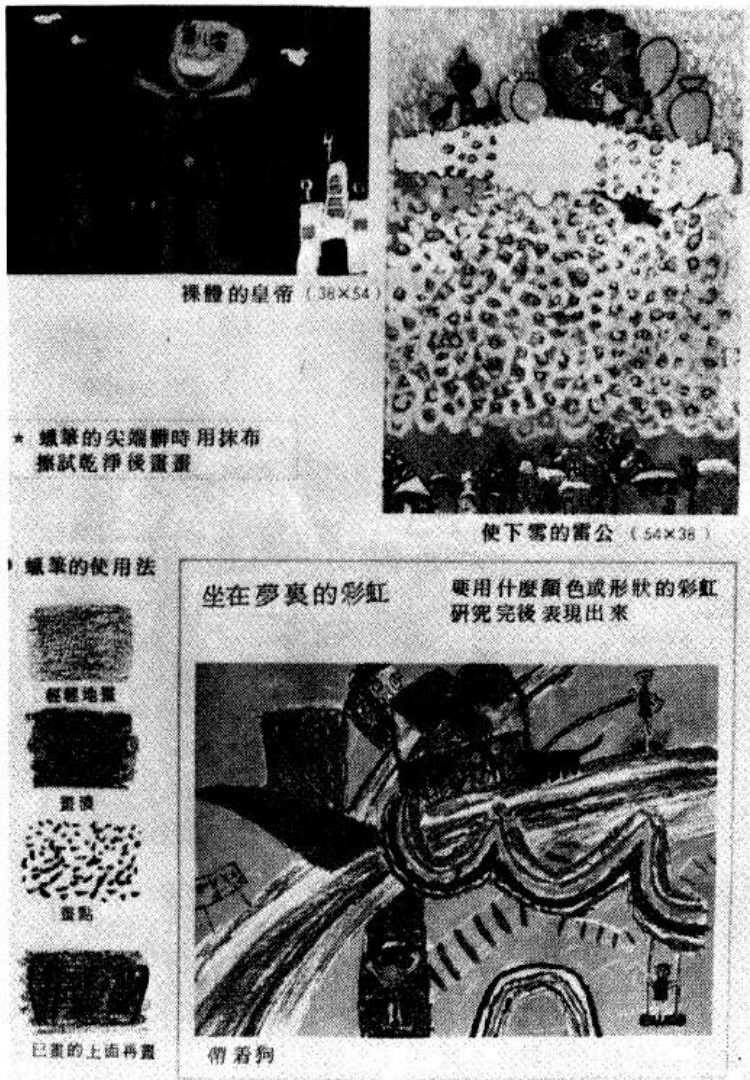 裸體的皇帝（38×54）
使下雪的雷公（54×38）
★ 蠟筆的尖端髒時用抹布
擦試乾淨後畫畫
蠟筆的使用法
輕輕地畫
畫濃
畫點
已畫的上面再畫
坐在夢裏的彩虹
要用什麼顏色或形狀的彩虹
研究完後表現出來
帶着狗